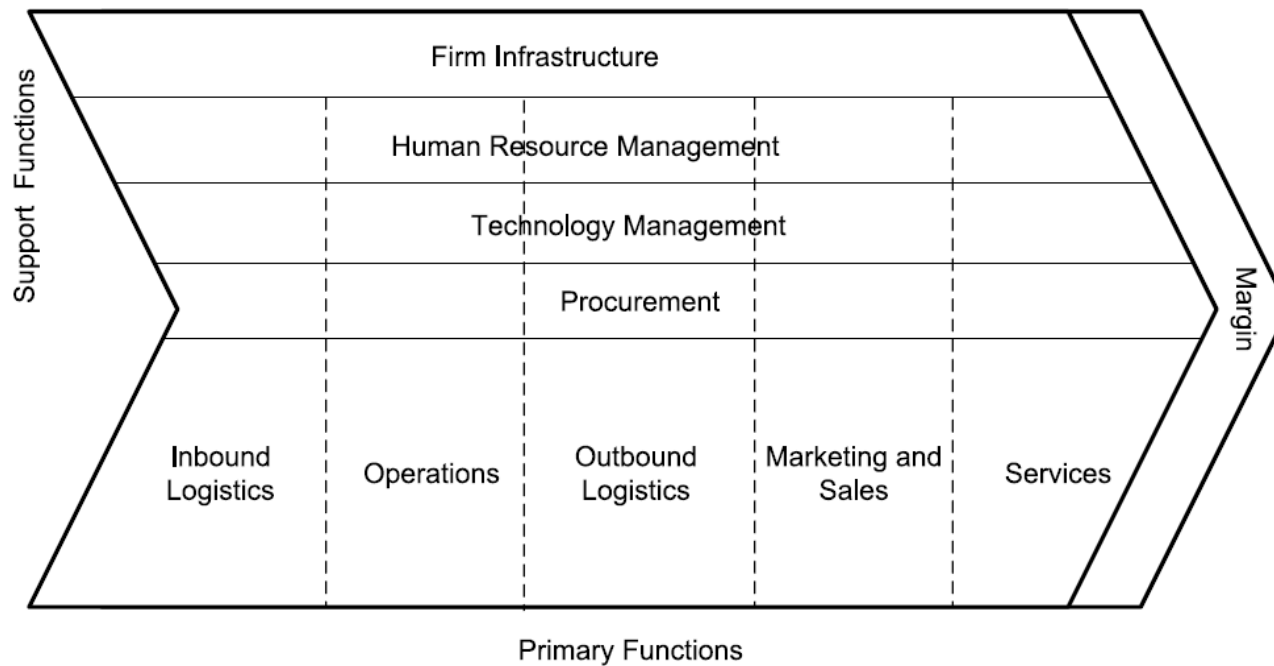 Support Functions
Firm Infrastructure
Human Resource Management
Technology Management
Procurement
Inbound
Logistics
Operations
Outbound
Logistics
Marketing and
Sales
Services
Margin
Primary Functions